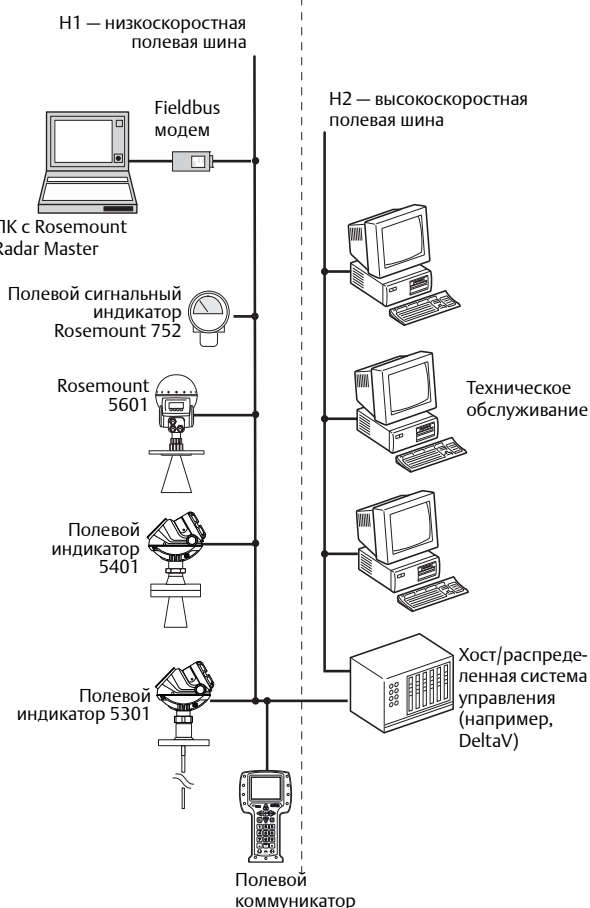 H1 — низкоскоростная
полевая шина
Fieldbus
модем
H2 — высокоскоростная
полевая шина
ПК с Rosemount
Radar Master
Полевой сигнальный
индикатор
Rosemount 752
Rosemount
5601
Техническое
обслуживание
Полевой
индикатор
5401
Хост/распреде-
ленная система
управления
(например,
DeltaV)
Полевой
индикатор 5301
Полевой
коммуникатор